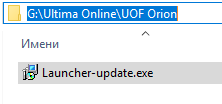 G:\Ultima Online\UOF Orion
Имени
Launcher-update.exe